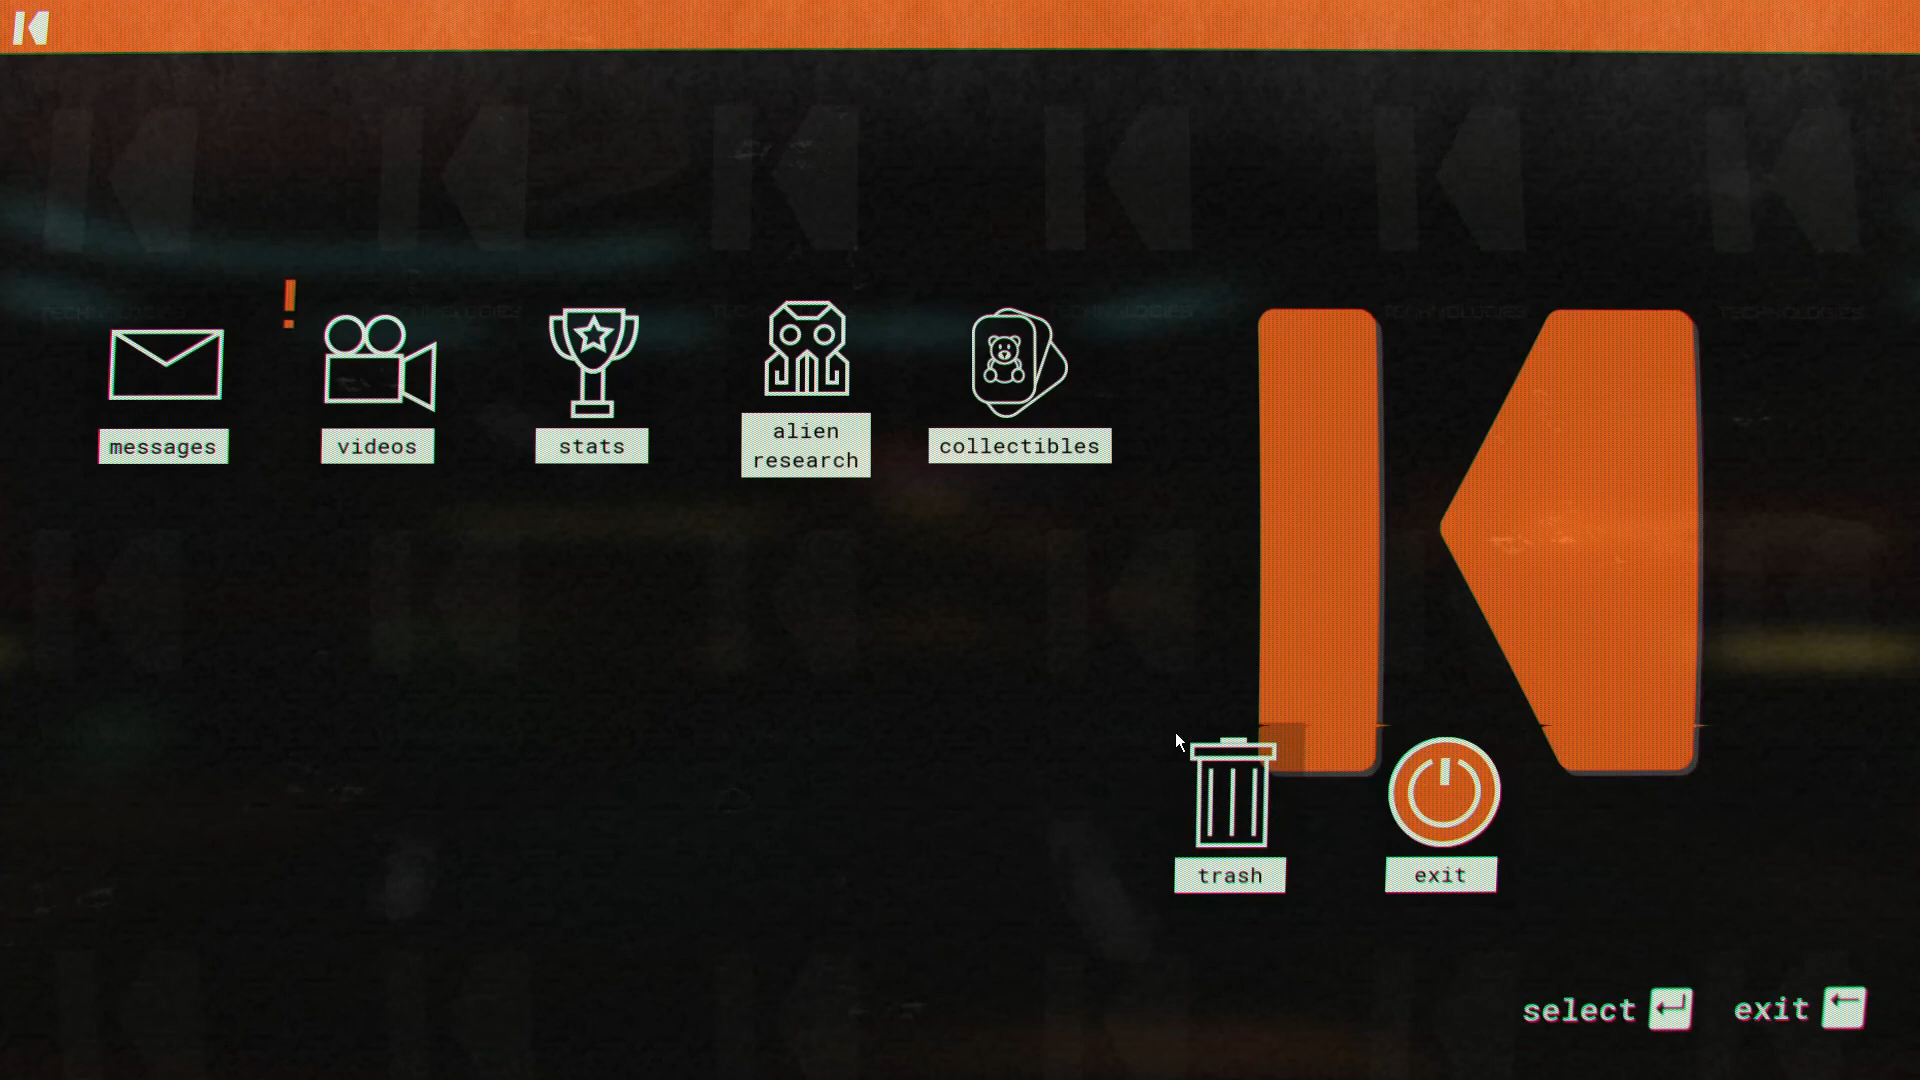 !
messages
videos
stats
alien
research
collectibles
trash
exit
select
exit